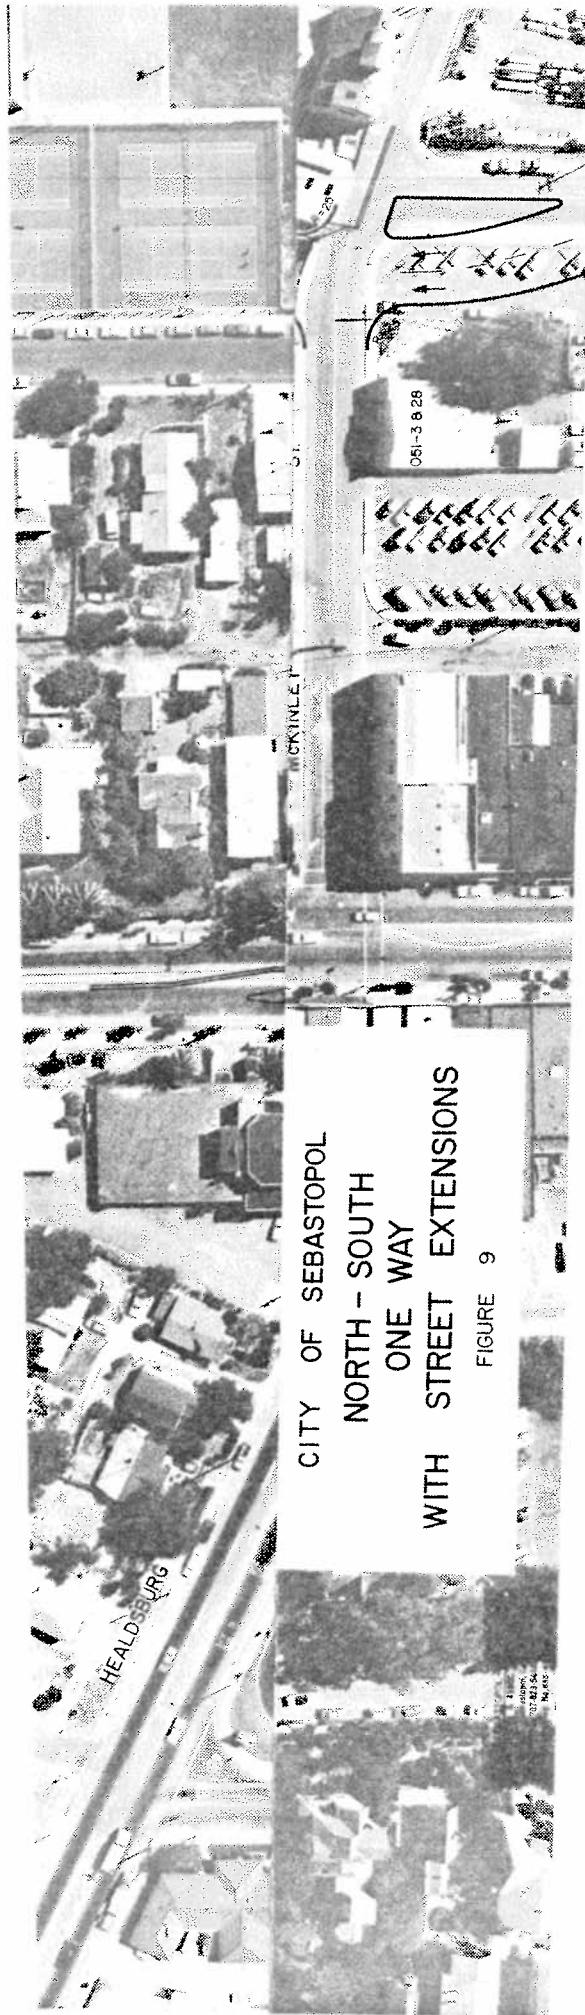 CITY OF SEBASTOPOL
NORTH-SOUTH
ONE WAY
WITH STREET EXTENSIONS
FIGURE 9
HEALDSBURG
MCKINLEY ST.
051-3 8 28